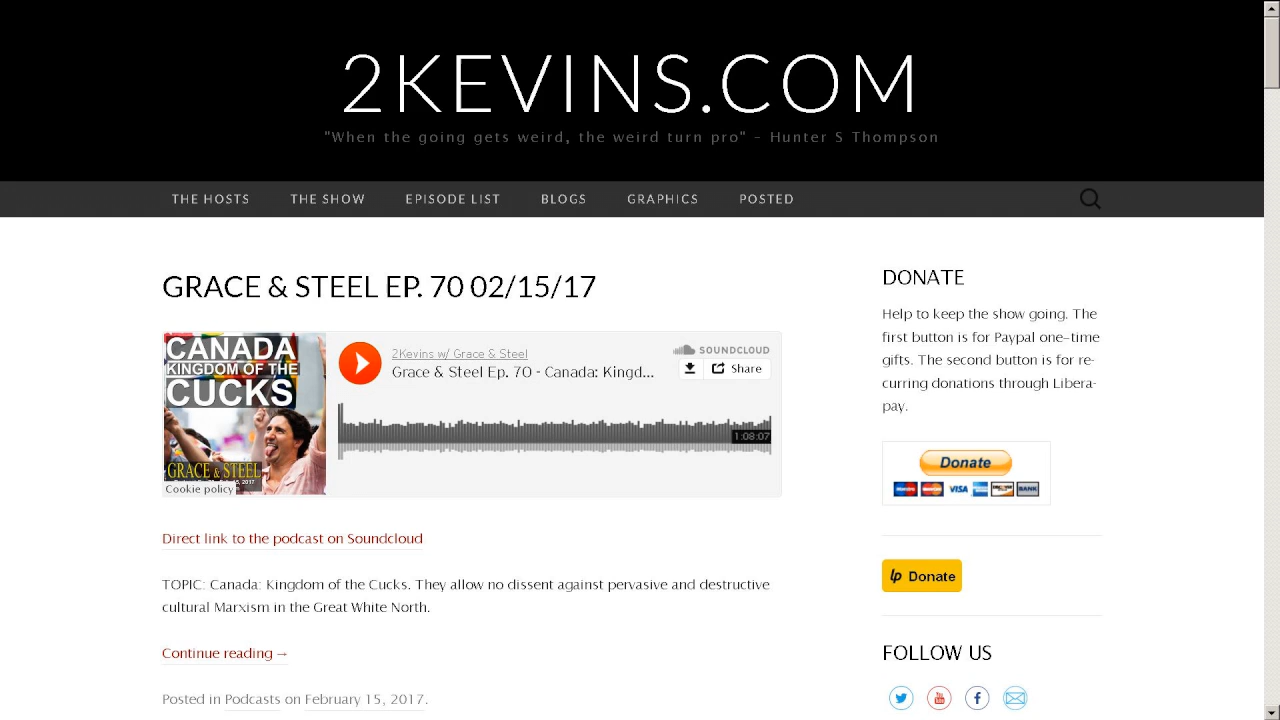 2KEVINS.COM
"When the going gets weird, the weird turn pro" - Hunter S Thompson
THE HOSTS
THE SHOW
EPISODE LIST
BLOGS
GRAPHICS
POSTED
GRACE & STEEL EP. 70 02/15/17
CANADA
KINGDOM OF THE
CUCKS
GRACE & STEEL
Cookie policy
2Kevins w/ Grace & Steel
Grace & Steel Ep. 70 - Canada: Kingd...
SOUNDCLOUD
Share
1:08:07
Direct link to the podcast on Soundcloud
TOPIC: Canada: Kingdom of the Cucks. They allow no dissent against pervasive and destructive
cultural Marxism in the Great White North.
Continue reading →
Posted in Podcasts on February 15, 2017.
DONATE
Help to keep the show going. The
first button is for Paypal one-time
gifts. The second button is for re-
curring donations through Libera-
pay.
Donate
VISA
BANK
lp Donate
FOLLOW US